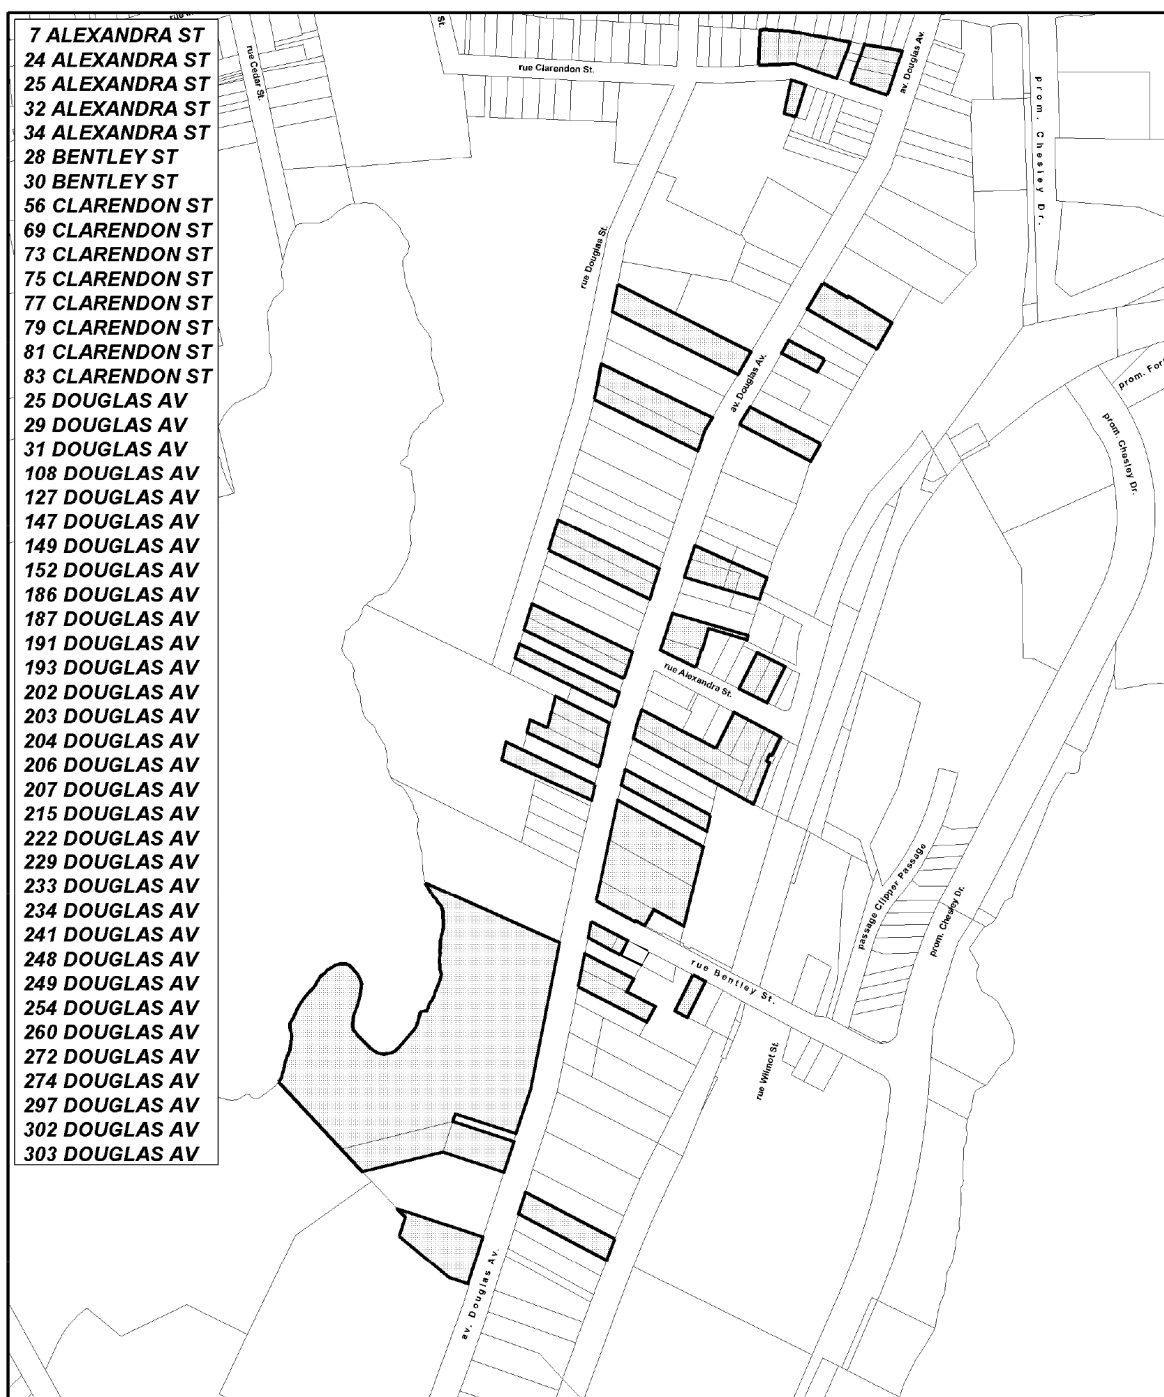 7 ALEXANDRA ST
24 ALEXANDRA ST
25 ALEXANDRA ST
32 ALEXANDRA ST
34 ALEXANDRA ST
28 BENTLEY ST
30 BENTLEY ST
56 CLARENDON ST
69 CLARENDON ST
73 CLARENDON ST
75 CLARENDON ST
77 CLARENDON ST
79 CLARENDON ST
81 CLARENDON ST
83 CLARENDON ST
25 DOUGLAS AV
29 DOUGLAS AV
31 DOUGLAS AV
108 DOUGLAS AV
127 DOUGLAS AV
147 DOUGLAS AV
149 DOUGLAS AV
152 DOUGLAS AV
186 DOUGLAS AV
187 DOUGLAS AV
191 DOUGLAS AV
193 DOUGLAS AV
202 DOUGLAS AV
203 DOUGLAS AV
204 DOUGLAS AV
206 DOUGLAS AV
207 DOUGLAS AV
215 DOUGLAS AV
222 DOUGLAS AV
229 DOUGLAS AV
233 DOUGLAS AV
234 DOUGLAS AV
241 DOUGLAS AV
248 DOUGLAS AV
249 DOUGLAS AV
254 DOUGLAS AV
260 DOUGLAS AV
272 DOUGLAS AV
274 DOUGLAS AV
297 DOUGLAS AV
302 DOUGLAS AV
303 DOUGLAS AV
rue
St.
rue Cedar St.
rue Clarendon St.
av. Douglas Av.
prom. Chesley Dr.
rue Douglas St.
av. Douglas Av.
prom. For
prom. Chesley Dr.
rue Alexandra St.
passage Clipper Passage
prom. Chesley Dr.
rue Bentley St.
rue Wilmot St.
av. Douglas Av.